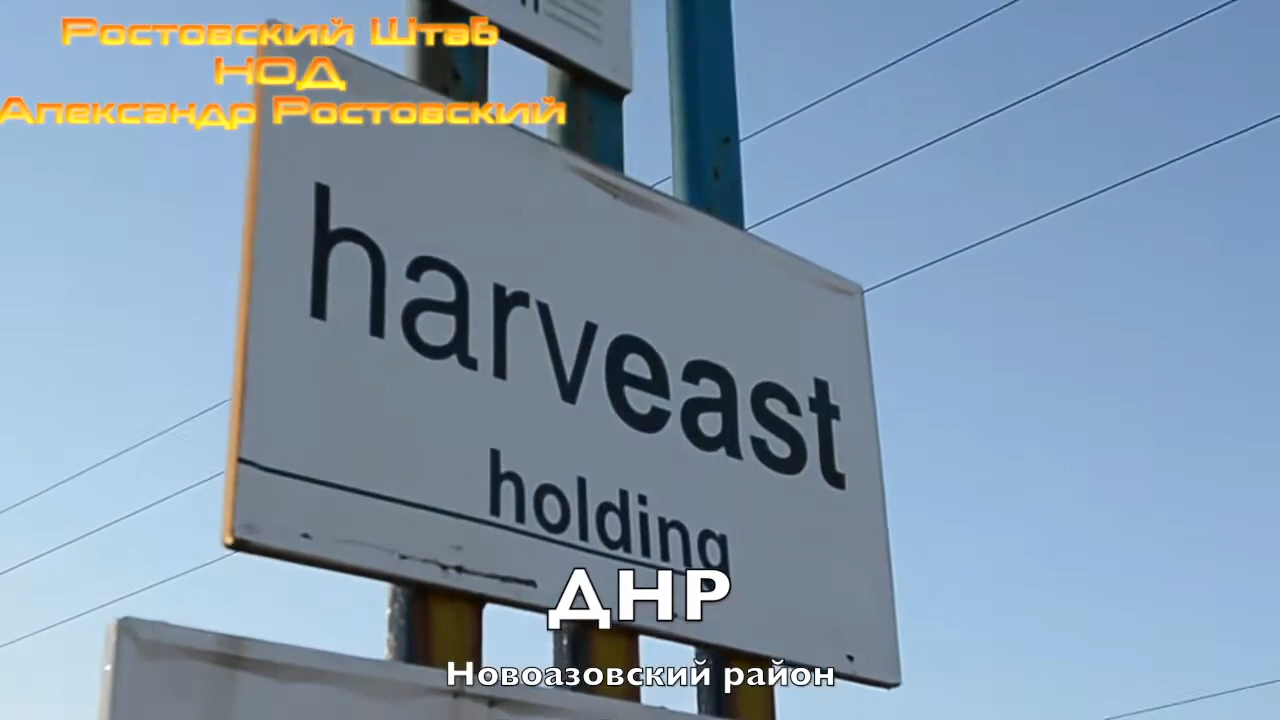 Ростовский Штаб
НОД
Александр Ростовский
harveast
holding
ДНР
Новоазовский район